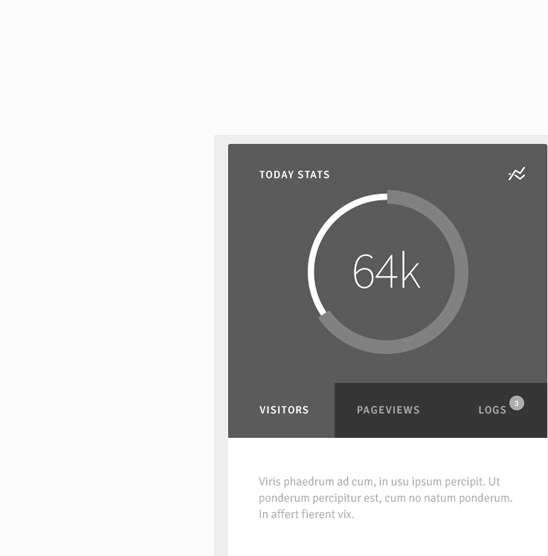 TODAY STATS
64k
VISITORS PAGEVIEWS LOGS 3
Viris phaedrum ad cum, in usu ipsum percipit. Ut
ponderum percipitur est, cum no natum ponderum.
In affert fierent vix.